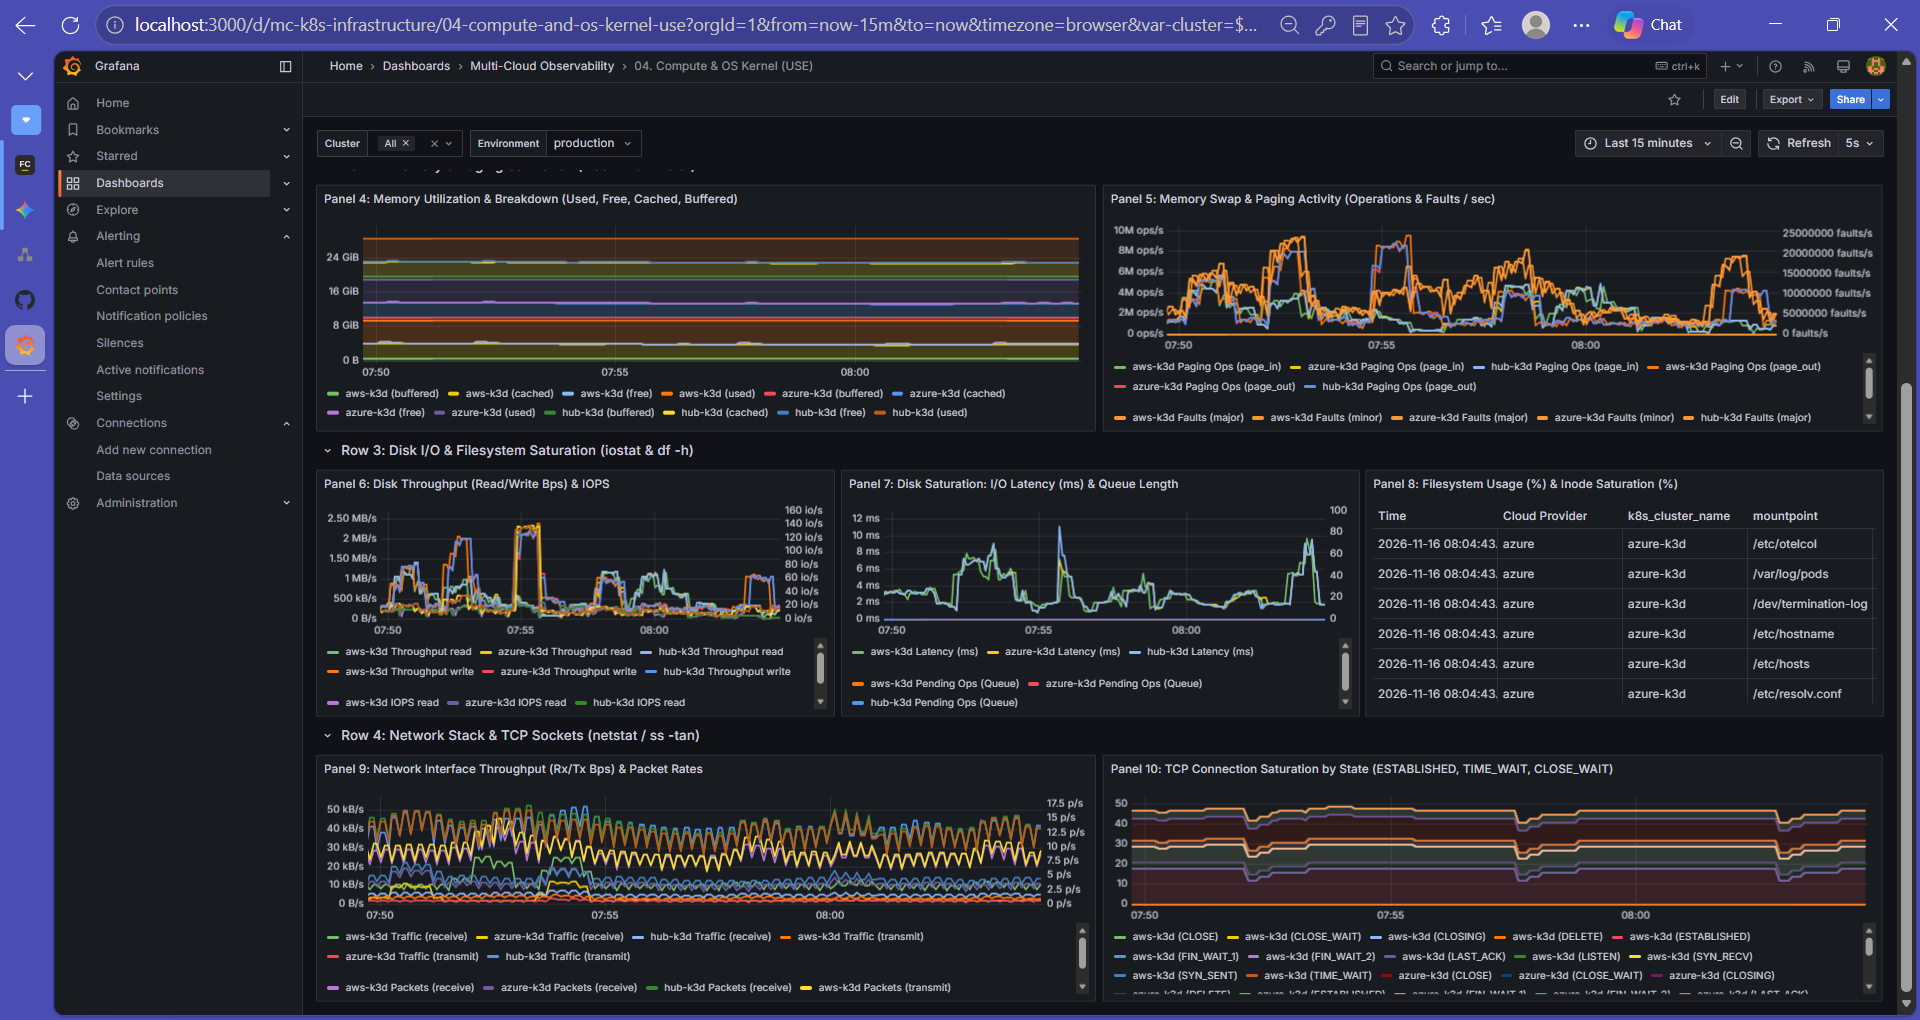 localhost:3000/d/mc-k8s-infrastructure/04-compute-and-os-kernel-use?orgId=1&from=now-15m&to=now&timezone=browser&var-cluster=$...
Chat
FC
Grafana
Home
Bookmarks
Starred
Dashboards
Explore
Alerting
Alert rules
Contact points
Notification policies
Silences
Active notifications
Settings
Connections
Add new connection
Data sources
Administration
Home › Dashboards › Multi-Cloud Observability › 04. Compute & OS Kernel (USE)
Search or jump to...
ctrl+k
Edit
Export
Share
Cluster All
Environment production
Last 15 minutes
Refresh 5s
Panel 4: Memory Utilization & Breakdown (Used, Free, Cached, Buffered)
24 GiB
16 GiB
8 GiB
0 B
07:50 07:55 08:00
aws-k3d (buffered) aws-k3d (cached) aws-k3d (free) aws-k3d (used) azure-k3d (buffered) azure-k3d (cached)
azure-k3d (free) azure-k3d (used) hub-k3d (buffered) hub-k3d (cached) hub-k3d (free) hub-k3d (used)
Panel 5: Memory Swap & Paging Activity (Operations & Faults / sec)
10M ops/s
8M ops/s
6M ops/s
4M ops/s
2M ops/s
0 ops/s
25000000 faults/s
20000000 faults/s
15000000 faults/s
10000000 faults/s
5000000 faults/s
0 faults/s
07:50 07:55 08:00
aws-k3d Paging Ops (page_in) azure-k3d Paging Ops (page_in) hub-k3d Paging Ops (page_in) aws-k3d Paging Ops (page_out)
azure-k3d Paging Ops (page_out) hub-k3d Paging Ops (page_out)
aws-k3d Faults (major) aws-k3d Faults (minor) azure-k3d Faults (major) azure-k3d Faults (minor) hub-k3d Faults (major)
Row 3: Disk I/O & Filesystem Saturation (iostat & df -h)
Panel 6: Disk Throughput (Read/Write Bps) & IOPS
2.50 MB/s
2 MB/s
1.50 MB/s
1 MB/s
500 kB/s
0 B/s
160 io/s
140 io/s
120 io/s
100 io/s
80 io/s
60 io/s
40 io/s
20 io/s
0 io/s
07:50 07:55 08:00
aws-k3d Throughput read azure-k3d Throughput read hub-k3d Throughput read
aws-k3d Throughput write azure-k3d Throughput write hub-k3d Throughput write
aws-k3d IOPS read azure-k3d IOPS read hub-k3d IOPS read
Panel 7: Disk Saturation: I/O Latency (ms) & Queue Length
12 ms
10 ms
8 ms
6 ms
4 ms
2 ms
0 ms
100
80
60
40
20
0
07:50 07:55 08:00
aws-k3d Latency (ms) azure-k3d Latency (ms) hub-k3d Latency (ms)
aws-k3d Pending Ops (Queue) azure-k3d Pending Ops (Queue)
hub-k3d Pending Ops (Queue)
Panel 8: Filesystem Usage (%) & Inode Saturation (%)
Time Cloud Provider k8s_cluster_name mountpoint
2026-11-16 08:04:43. azure azure-k3d /etc/otelcol
2026-11-16 08:04:43. azure azure-k3d /var/log/pods
2026-11-16 08:04:43. azure azure-k3d /dev/termination-log
2026-11-16 08:04:43. azure azure-k3d /etc/hostname
2026-11-16 08:04:43. azure azure-k3d /etc/hosts
2026-11-16 08:04:43. azure azure-k3d /etc/resolv.conf
Row 4: Network Stack & TCP Sockets (netstat / ss -tan)
Panel 9: Network Interface Throughput (Rx/Tx Bps) & Packet Rates
50 kB/s
40 kB/s
30 kB/s
20 kB/s
10 kB/s
0 B/s
17.5 p/s
15 p/s
12.5 p/s
10 p/s
7.5 p/s
5 p/s
2.5 p/s
0 p/s
07:50 07:55 08:00
aws-k3d Traffic (receive) azure-k3d Traffic (receive) hub-k3d Traffic (receive) aws-k3d Traffic (transmit)
azure-k3d Traffic (transmit) hub-k3d Traffic (transmit)
aws-k3d Packets (receive) azure-k3d Packets (receive) hub-k3d Packets (receive) aws-k3d Packets (transmit)
Panel 10: TCP Connection Saturation by State (ESTABLISHED, TIME_WAIT, CLOSE_WAIT)
50
40
30
20
10
0
07:50 07:55 08:00
aws-k3d (CLOSE) aws-k3d (CLOSE_WAIT) aws-k3d (CLOSING) aws-k3d (DELETE) aws-k3d (ESTABLISHED)
aws-k3d (FIN_WAIT_1) aws-k3d (FIN_WAIT_2) aws-k3d (LAST_ACK) aws-k3d (LISTEN) aws-k3d (SYN_RECV)
aws-k3d (SYN_SENT) aws-k3d (TIME_WAIT) azure-k3d (CLOSE) azure-k3d (CLOSE_WAIT) azure-k3d (CLOSING)
azure-k3d (DELETE) azure-k3d (ESTABLISHED) azure-k3d (FIN_WAIT_1) azure-k3d (FIN_WAIT_2) azure-k3d (LAST_ACK)